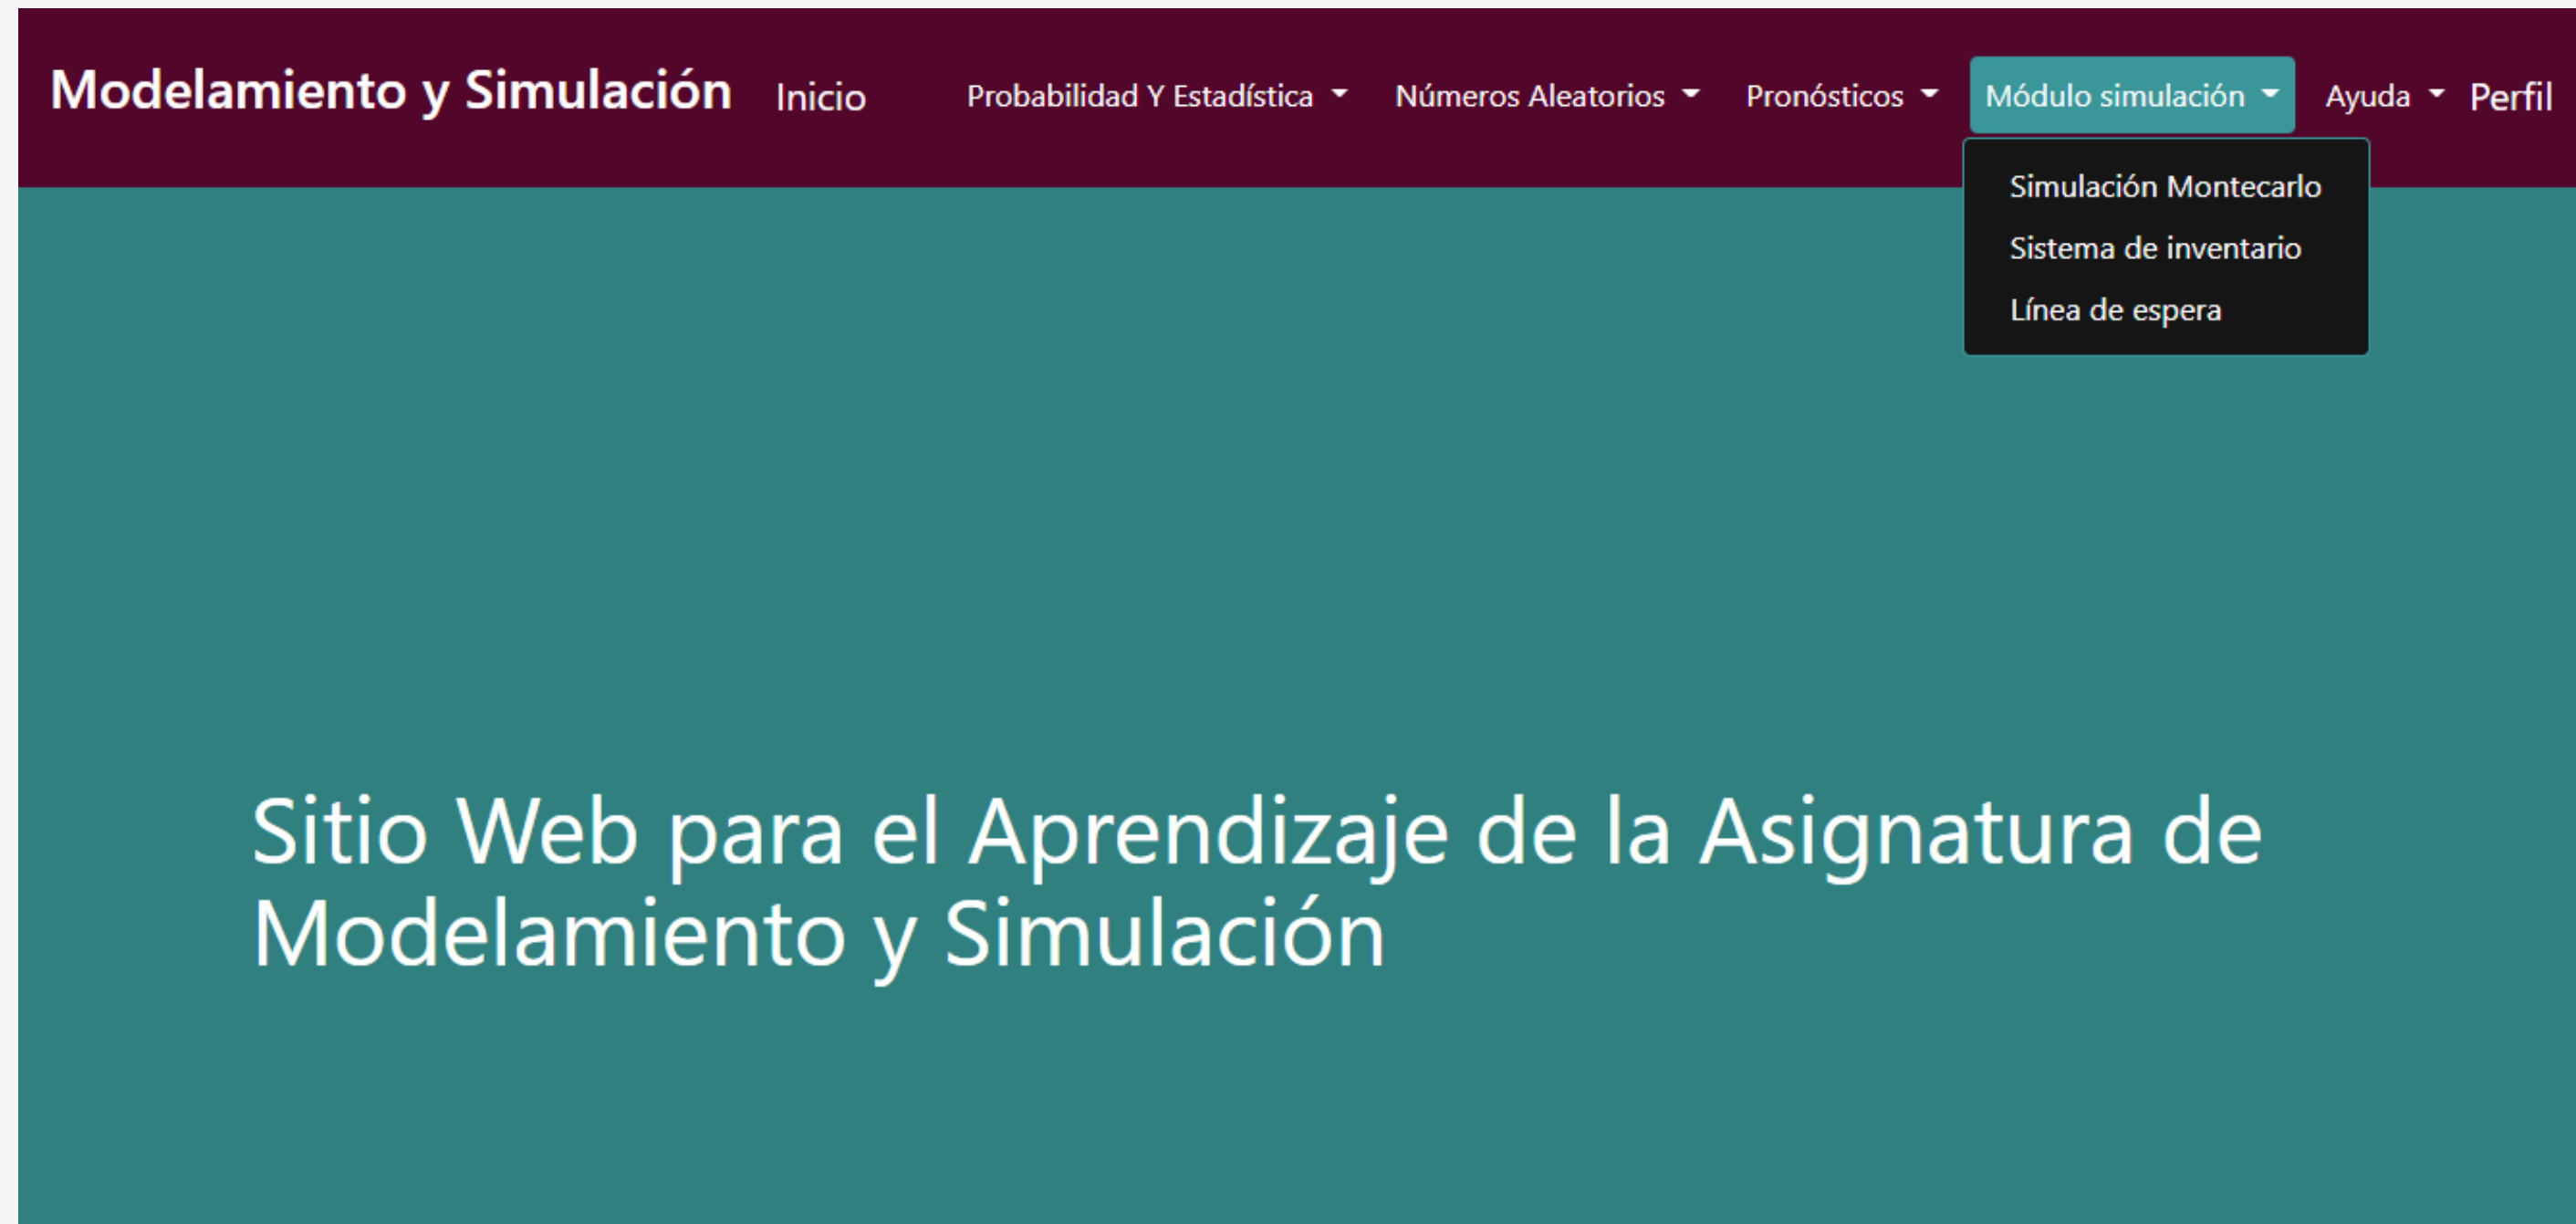 Modelamiento y Simulación Inicio Probabilidad Y Estadística Números Aleatorios Pronósticos Módulo simulación Ayuda Perfil
Simulación Montecarlo
Sistema de inventario
Línea de espera
Sitio Web para el Aprendizaje de la Asignatura de
Modelamiento y Simulación